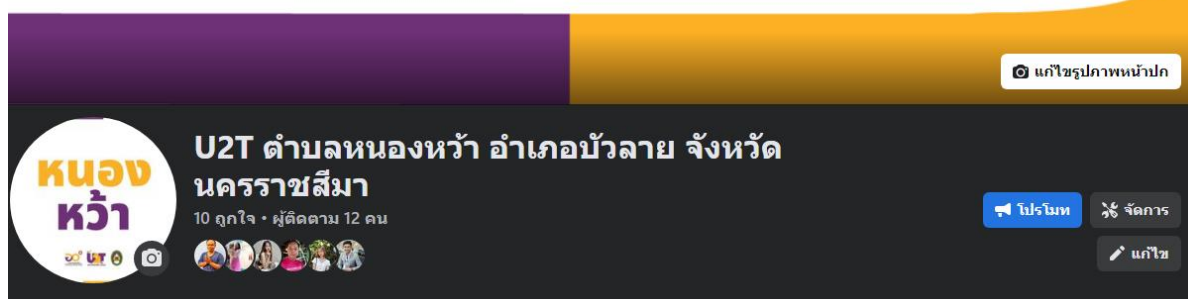 แก้ไขรูปภาพหน้าปก
U2T ตำบลหนองหว้า อำเภอบัวลาย จังหวัด
นครราชสีมา
10 ถูกใจ • ผู้ติดตาม 12 คน
หนอง
หว้า
U2T
โปรโมท
จัดการ
แก้ไข